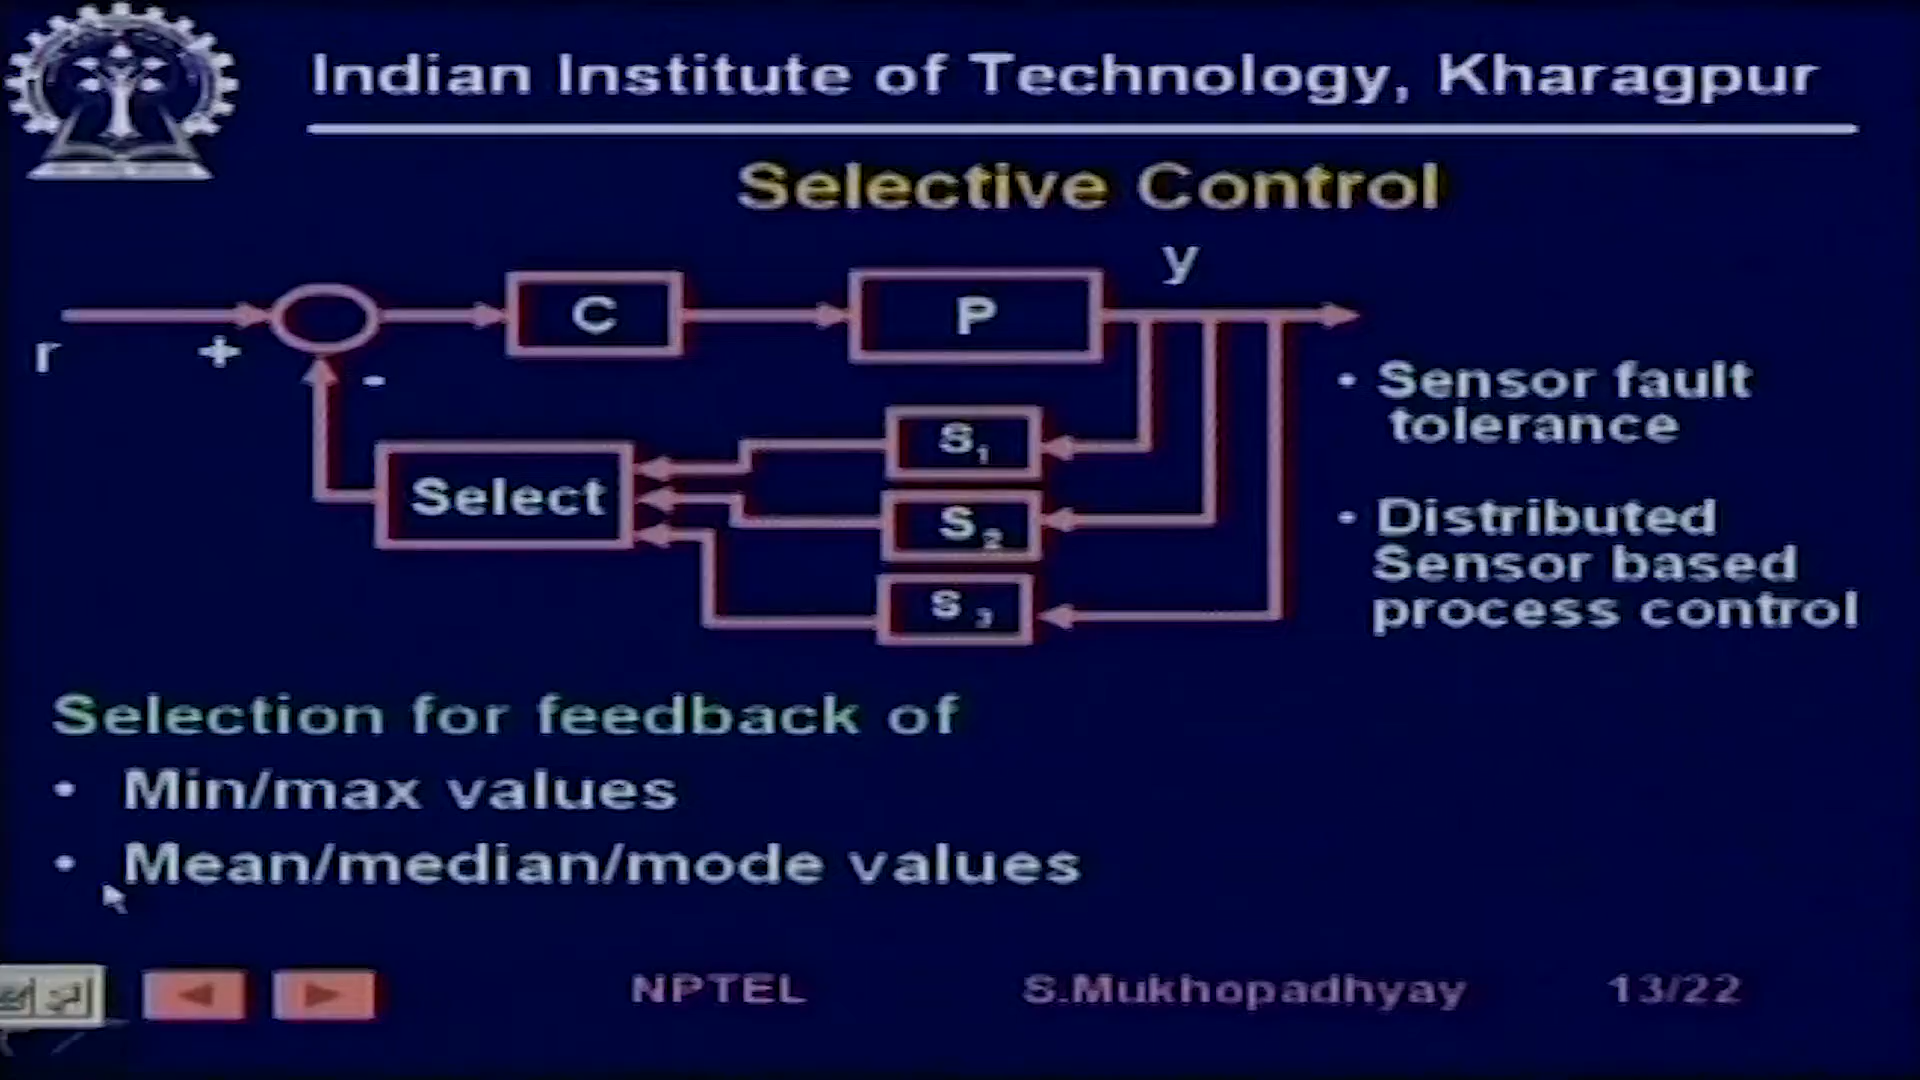 Indian Institute of Technology, Kharagpur
Selective Control
y
C
P
r
+
-
S1
Select
S2
S3
• Sensor fault
tolerance
• Distributed
Sensor based
process control
Selection for feedback of
• Min/max values
• Mean/median/mode values
NPTEL
S.Mukhopadhyay
13/22